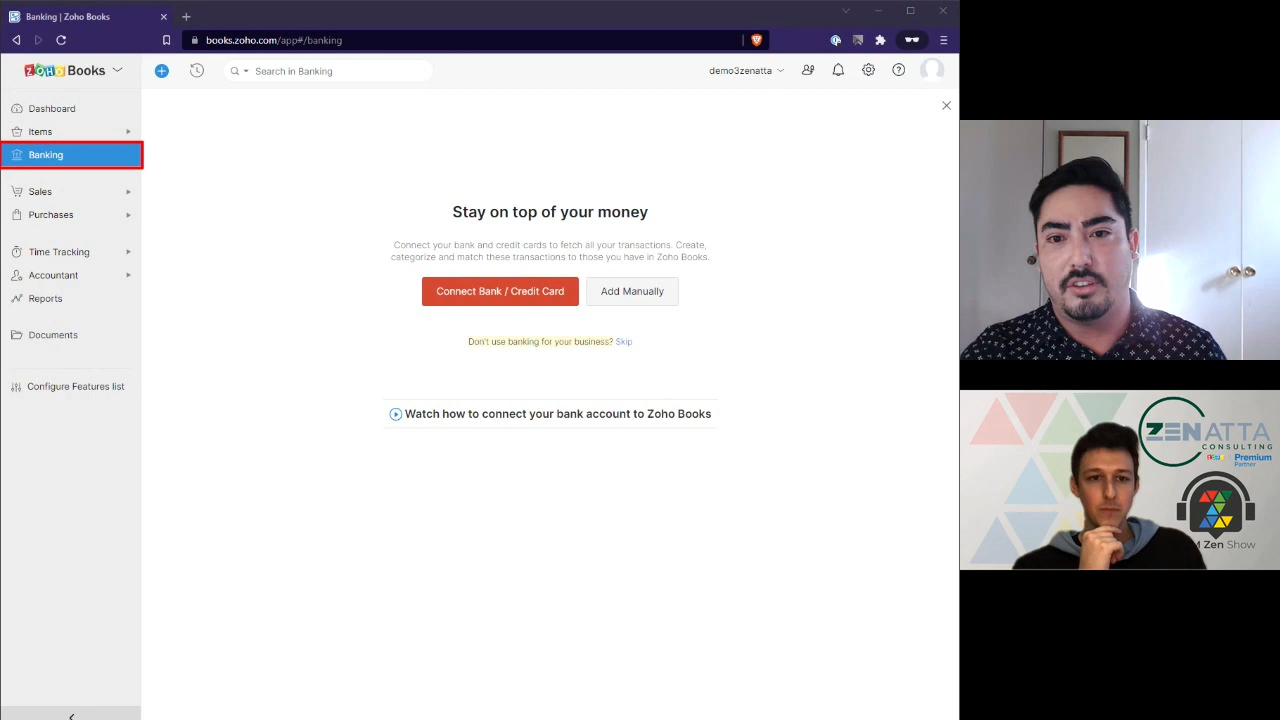 Banking | Zoho Books
books.zoho.com/app#/banking
ZOHO Books
Search in Banking
demo3zenatta
Dashboard
Items
Banking
Sales
Purchases
Time Tracking
Accountant
Reports
Documents
Configure Features list
Stay on top of your money
Connect your bank and credit cards to fetch all your transactions. Create,
categorize and match these transactions to those you have in Zoho Books.
Connect Bank / Credit Card
Add Manually
Don't use banking for your business? Skip
Watch how to connect your bank account to Zoho Books
ZENATTA
CONSULTING
ZOHO Premium
Partner
M Zen Show